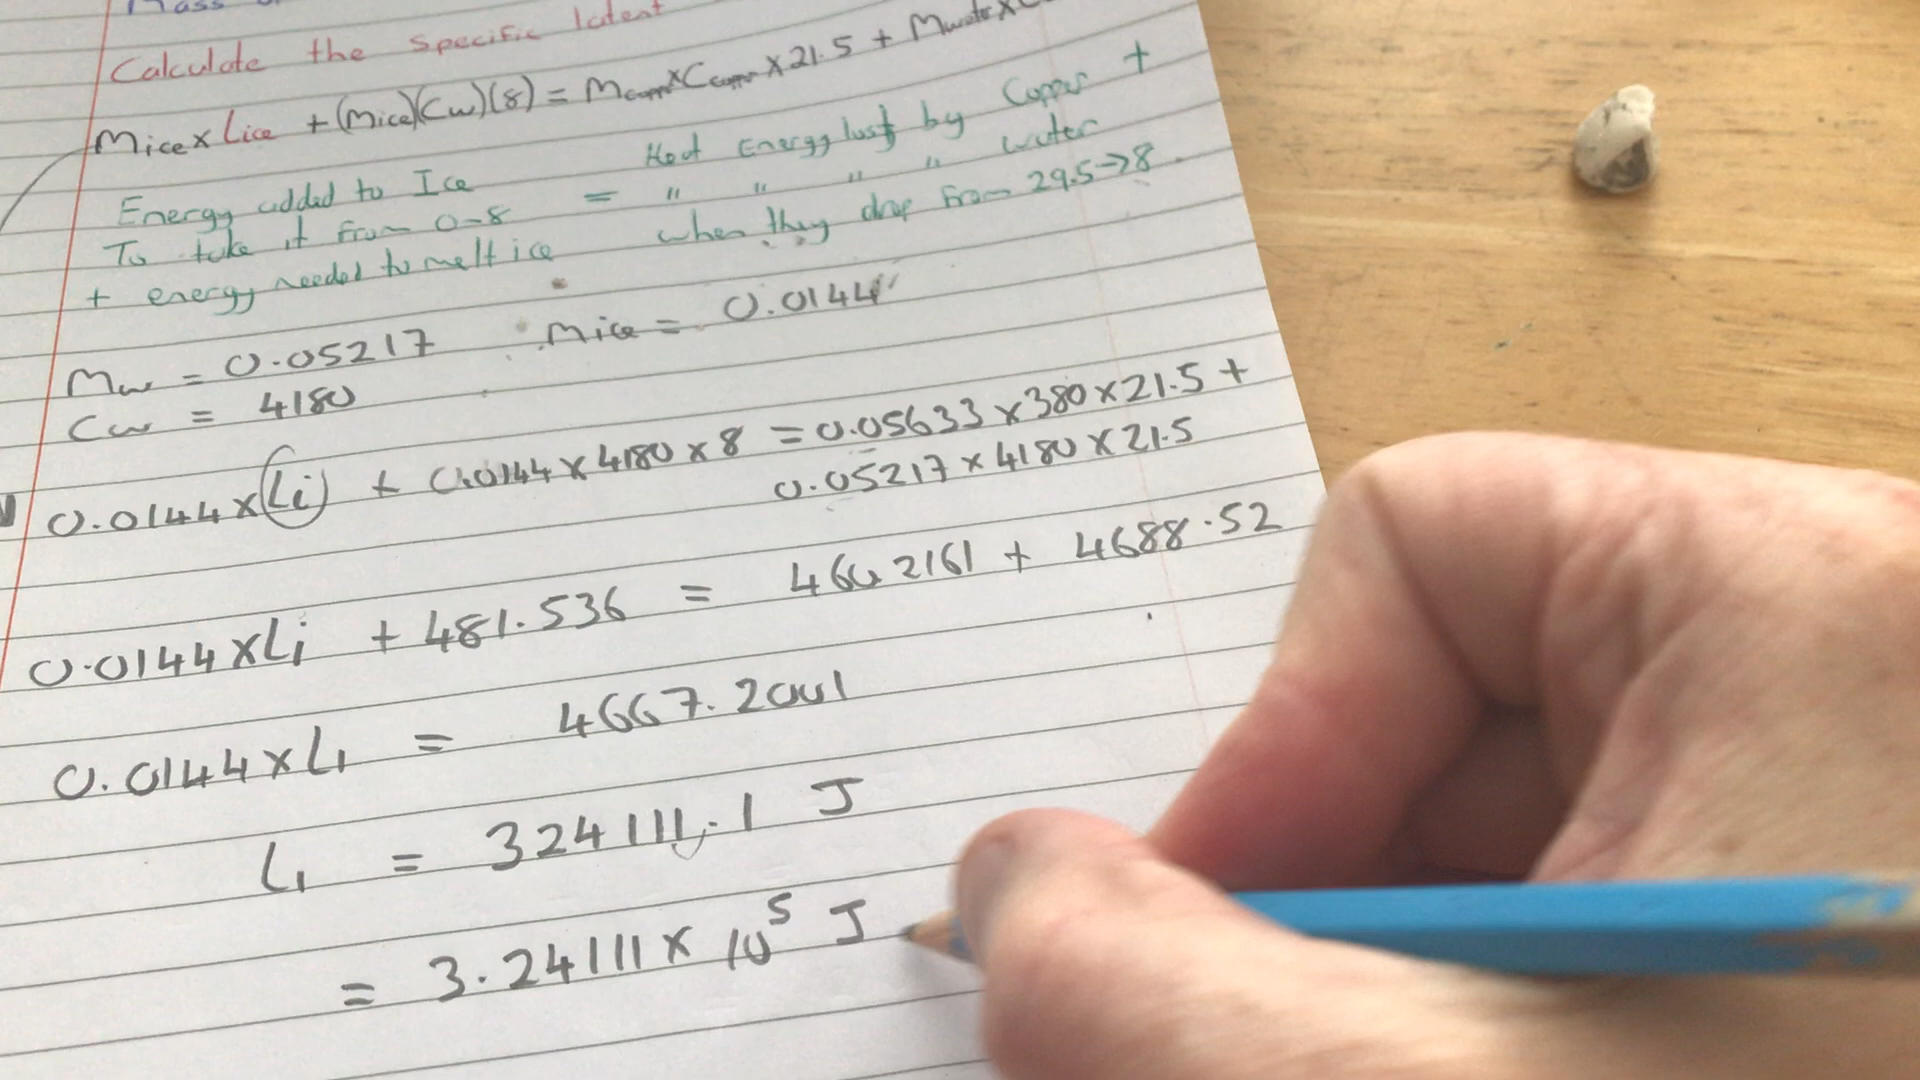 Mass
Calculate the specific latent
Mice x Lice + (Mice)(Cw)(8) = Mcopper x Ccopper x 21.5 + Mwater x C
Energy added to Ice = Heat Energy lost by Copper +
To take it from 0-8 " " " " water
+ energy needed to melt ice when they drop from 29.5→8
Mw = 0.05217 Mice = 0.0144
Cw = 4180
0.0144 x Li + 0.0144 x 4180 x 8 = 0.05633 x 380 x 21.5 +
0.05217 x 4180 x 21.5
0.0144 x Li + 481.536 = 460.2161 + 4688.52
0.0144 x Li = 4667.2001
Li = 324111.1 J
= 3.24111 x 10⁵ J